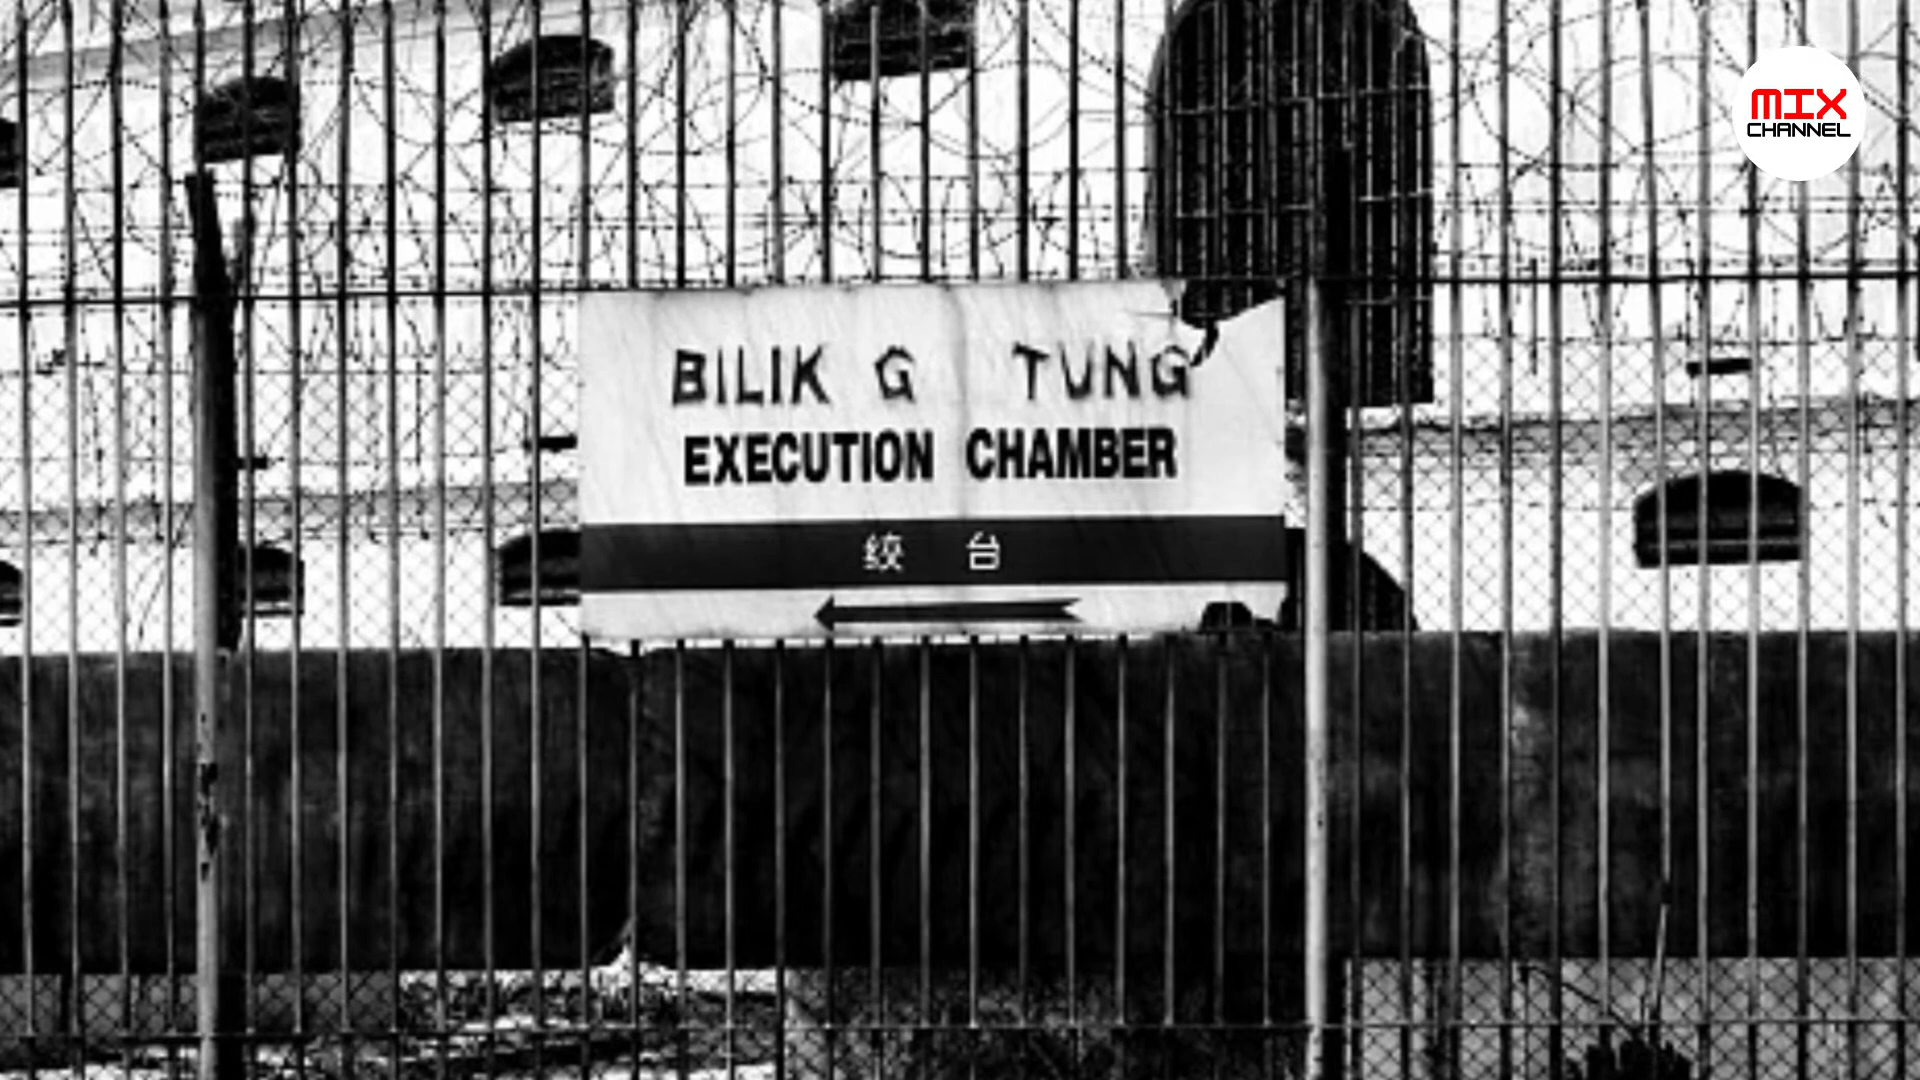 MIX
CHANNEL
BILIK G TUNG
EXECUTION CHAMBER
绞 台